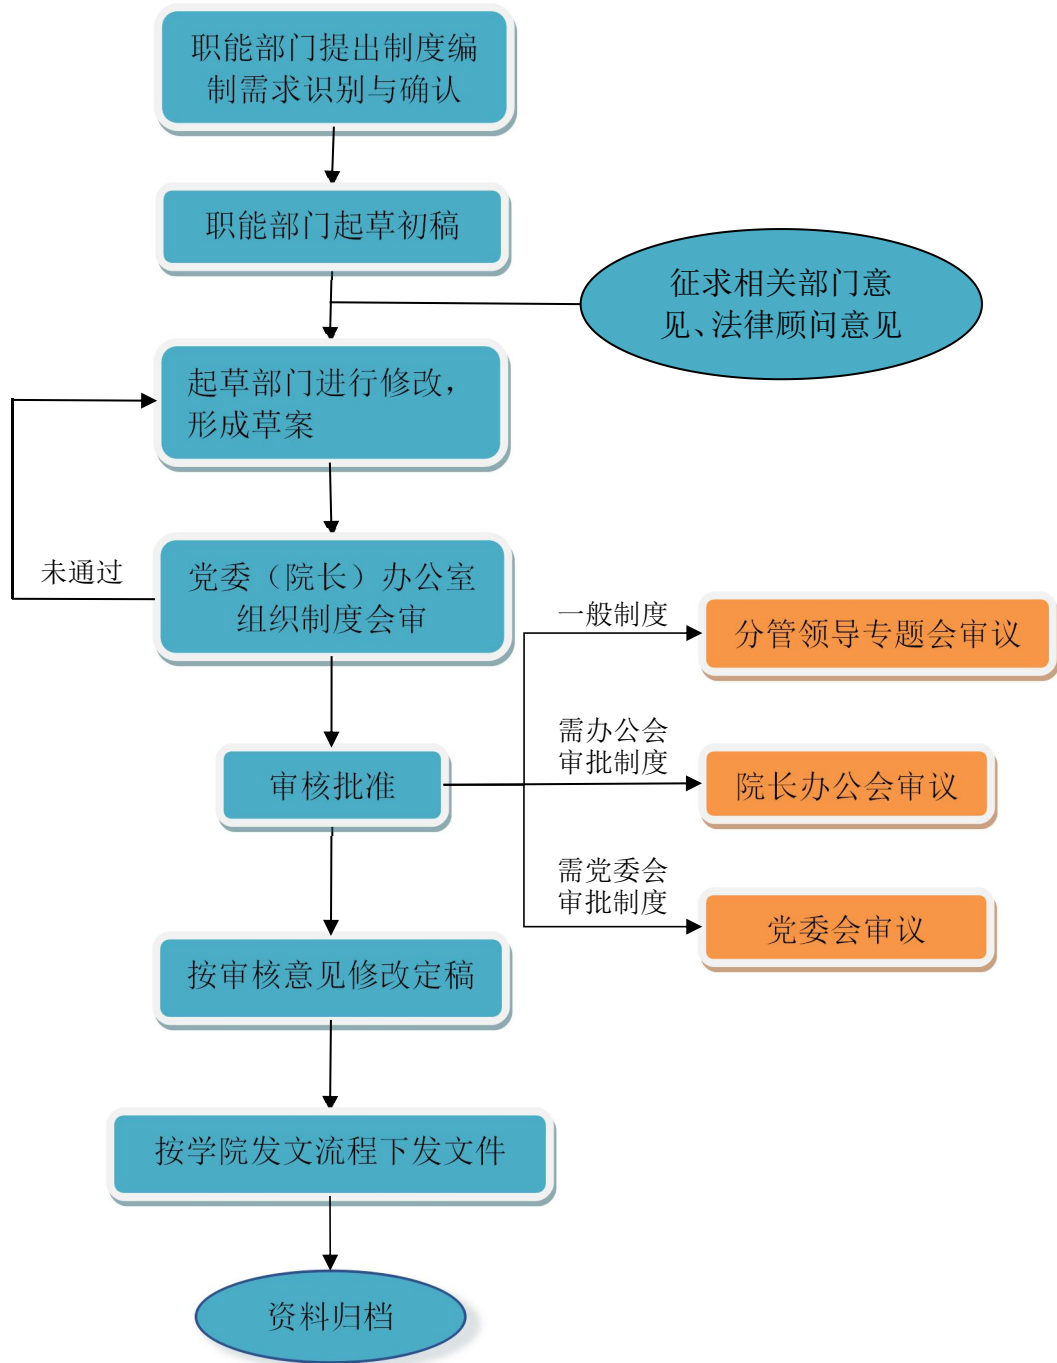 职能部门提出制度编
制需求识别与确认
职能部门起草初稿
征求相关部门意
见、法律顾问意见
起草部门进行修改，
形成草案
未通过
党委（院长）办公室
组织制度会审
一般制度
分管领导专题会审议
需办公会
审批制度
审核批准
院长办公会审议
需党委会
审批制度
党委会审议
按审核意见修改定稿
按学院发文流程下发文件
资料归档